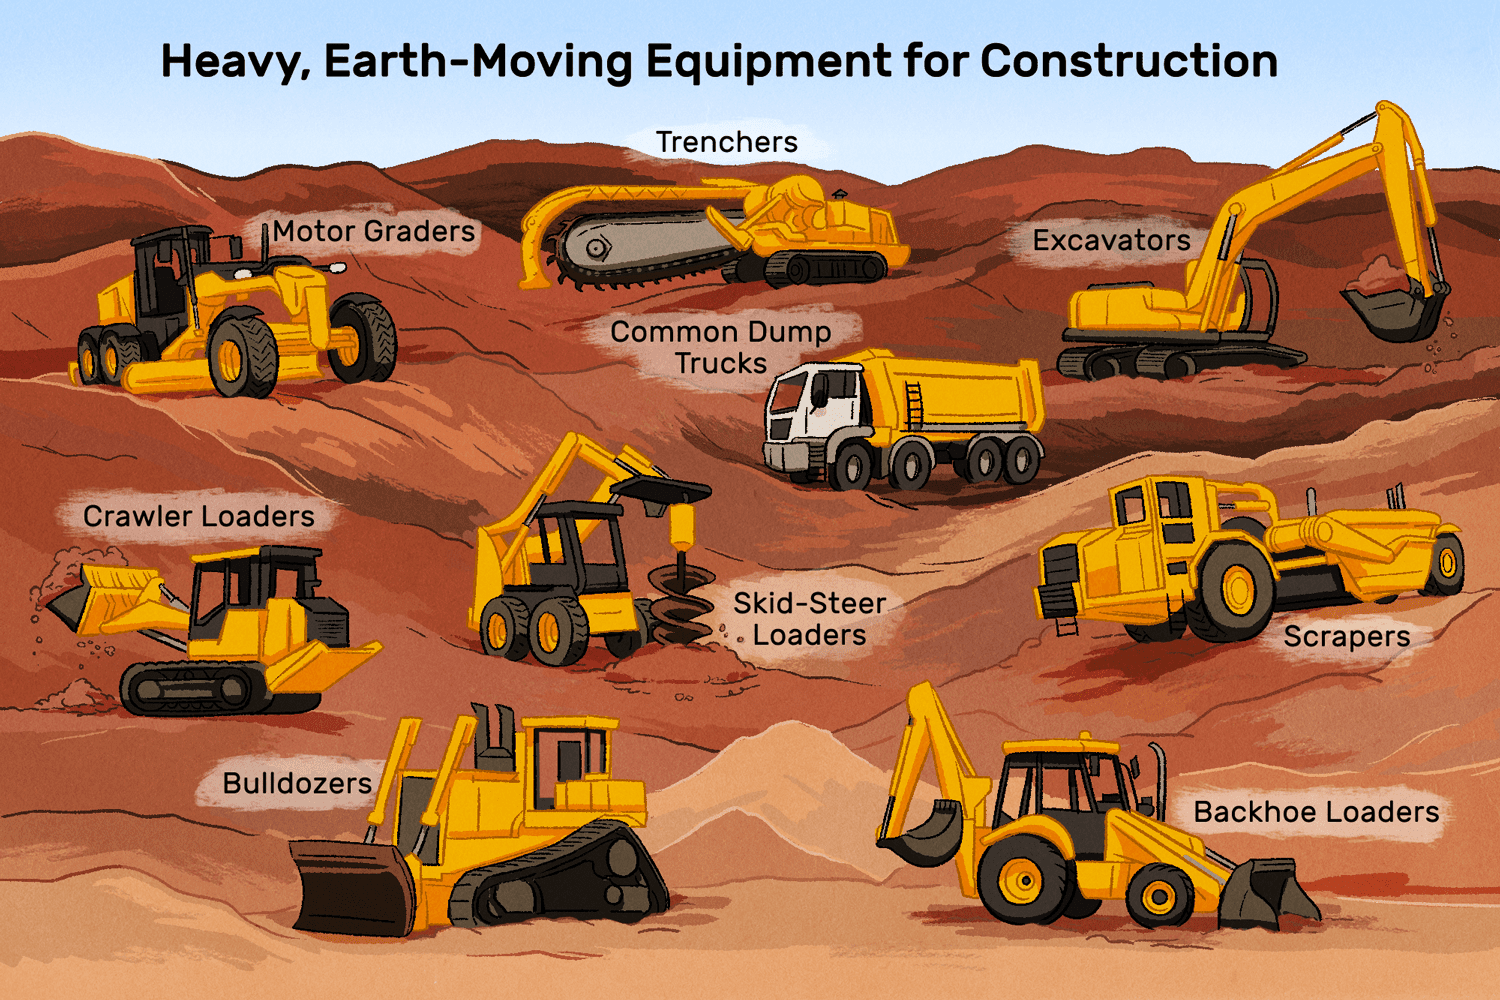 Heavy, Earth-Moving Equipment for Construction
Trenchers
Motor Graders
Excavators
Common Dump
Trucks
Crawler Loaders
Skid-Steer
Loaders
Scrapers
Bulldozers
Backhoe Loaders